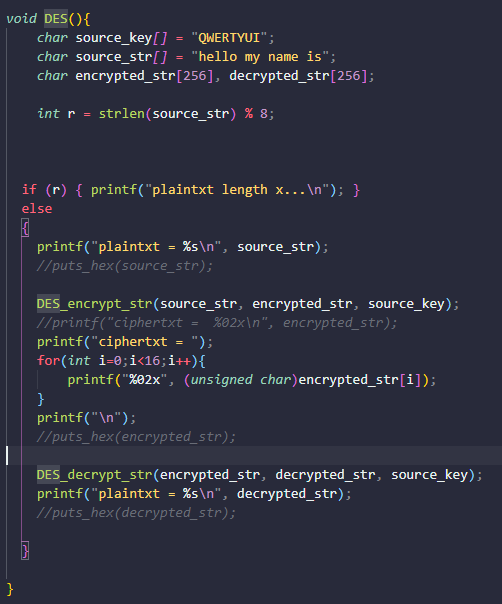 void DES(){
char source_key[] = "QWERTYUI";
char source_str[] = "hello my name is";
char encrypted_str[256], decrypted_str[256];
int r = strlen(source_str) % 8;
if (r) { printf("plaintxt length x...\n"); }
else
{
printf("plaintxt = %s\n", source_str);
//puts_hex(source_str);
DES_encrypt_str(source_str, encrypted_str, source_key);
//printf("ciphertxt =  %02x\n", encrypted_str);
printf("ciphertxt = ");
for(int i=0;i<16;i++){
printf("%02x", (unsigned char)encrypted_str[i]);
}
printf("\n");
//puts_hex(encrypted_str);
DES_decrypt_str(encrypted_str, decrypted_str, source_key);
printf("plaintxt = %s\n", decrypted_str);
//puts_hex(decrypted_str);
}
}